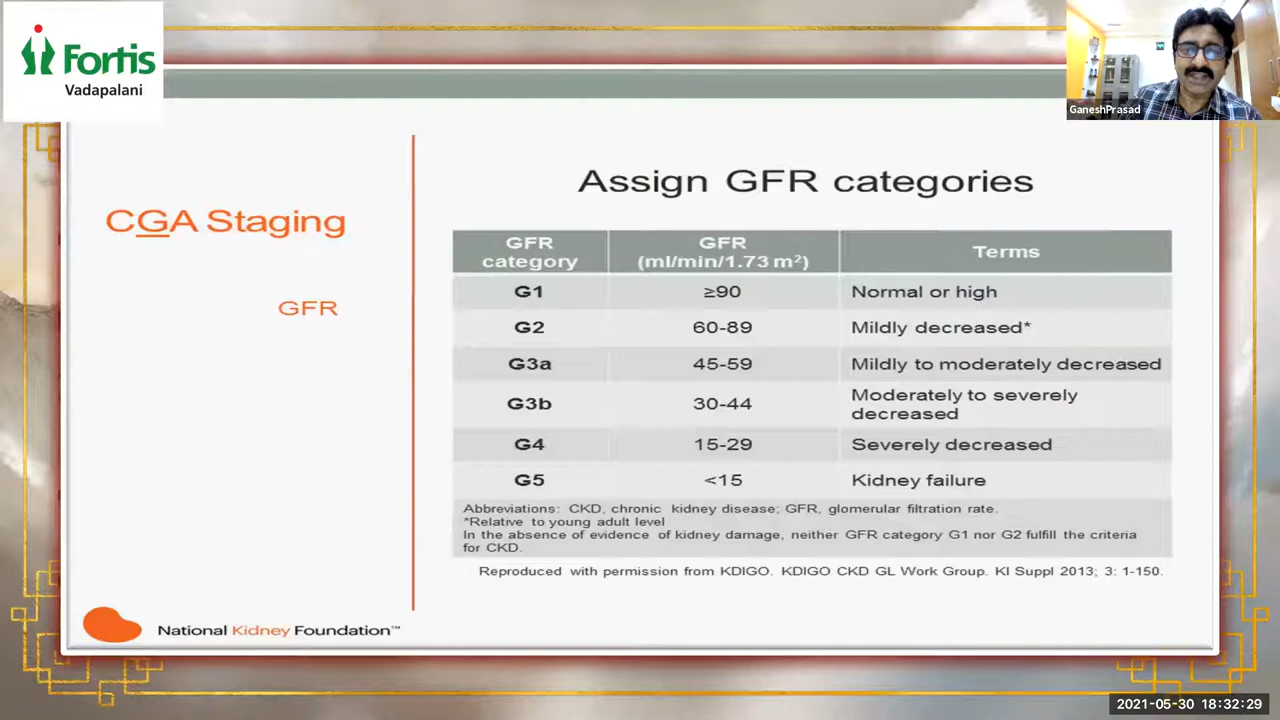 Fortis
Vadapalani
GaneshPrasad
CGA Staging
GFR
Assign GFR categories
GFR category GFR (ml/min/1.73 m²) Terms
G1 ≥90 Normal or high
G2 60-89 Mildly decreased*
G3a 45-59 Mildly to moderately decreased
G3b 30-44 Moderately to severely decreased
G4 15-29 Severely decreased
G5 <15 Kidney failure
Abbreviations: CKD, chronic kidney disease; GFR, glomerular filtration rate.
*Relative to young adult level
In the absence of evidence of kidney damage, neither GFR category G1 nor G2 fulfill the criteria
for CKD.
Reproduced with permission from KDIGO. KDIGO CKD GL Work Group. KI Suppl 2013; 3: 1-150.
National Kidney Foundation™
2021-05-30 18:32:29